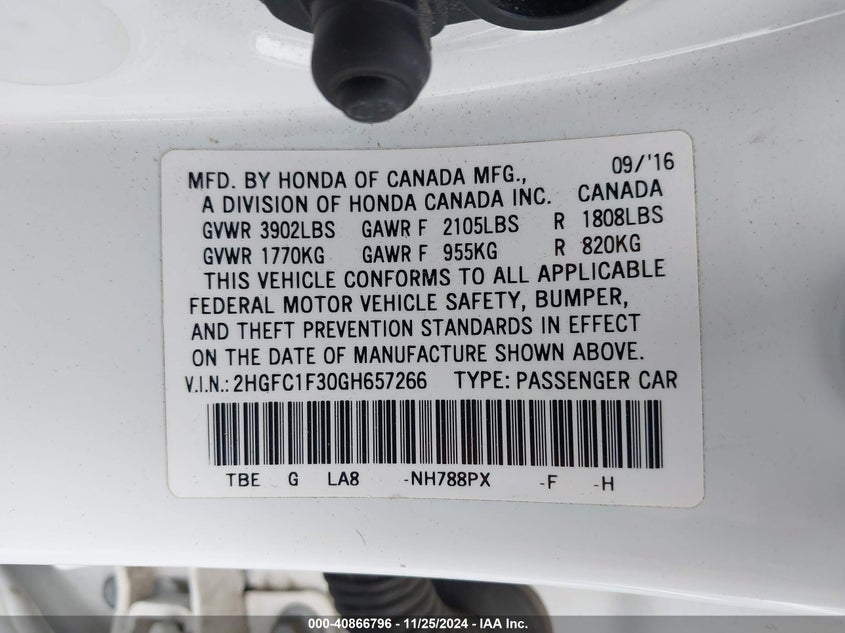 MFD. BY HONDA OF CANADA MFG., 09/'16
A DIVISION OF HONDA CANADA INC. CANADA
GVWR 3902LBS GAWR F 2105LBS R 1808LBS
GVWR 1770KG GAWR F 955KG R 820KG
THIS VEHICLE CONFORMS TO ALL APPLICABLE
FEDERAL MOTOR VEHICLE SAFETY, BUMPER,
AND THEFT PREVENTION STANDARDS IN EFFECT
ON THE DATE OF MANUFACTURE SHOWN ABOVE.
V.I.N.: 2HGFC1F30GH657266 TYPE: PASSENGER CAR
TBE G LA8 -NH788PX -F -H
000-40866796 - 11/25/2024 - IAA Inc.